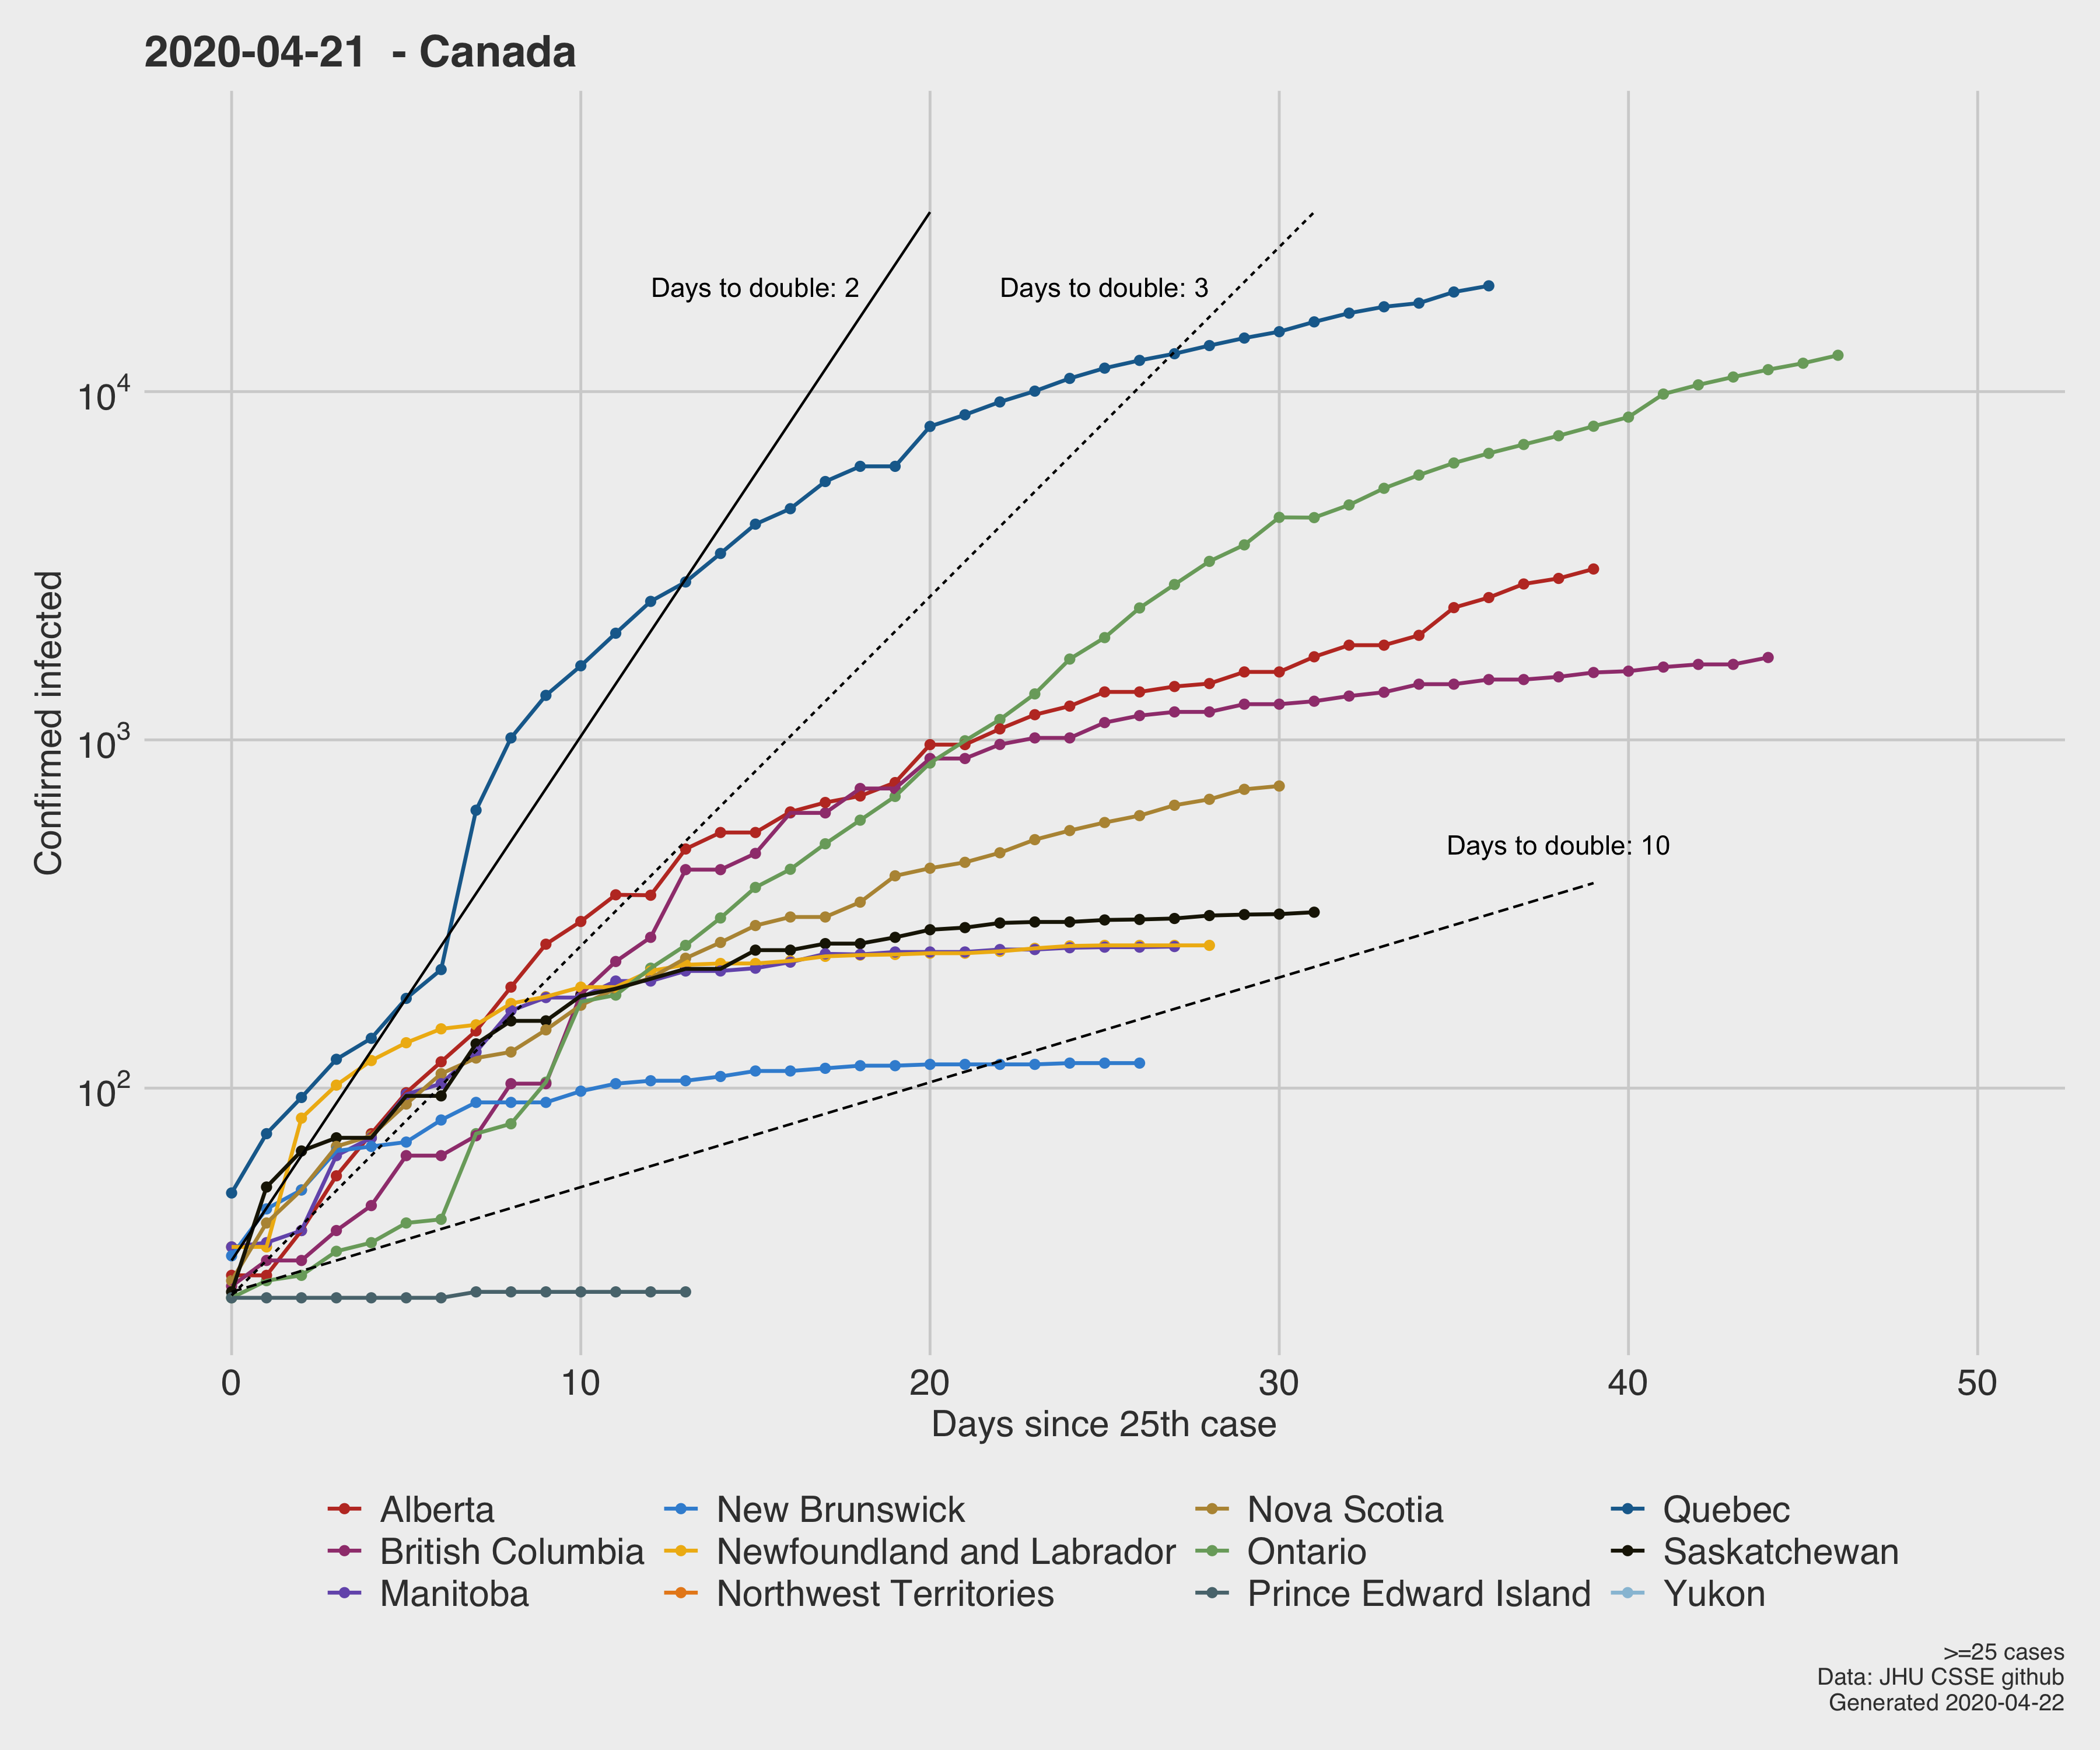 2020-04-21  - Canada
Days to double: 2
Days to double: 3
Days to double: 10
Confirmed infected
10⁴
10³
10²
0 10 20 30 40 50
Days since 25th case
Alberta New Brunswick Nova Scotia Quebec
British Columbia Newfoundland and Labrador Ontario Saskatchewan
Manitoba Northwest Territories Prince Edward Island Yukon
>=25 cases
Data: JHU CSSE github
Generated 2020-04-22